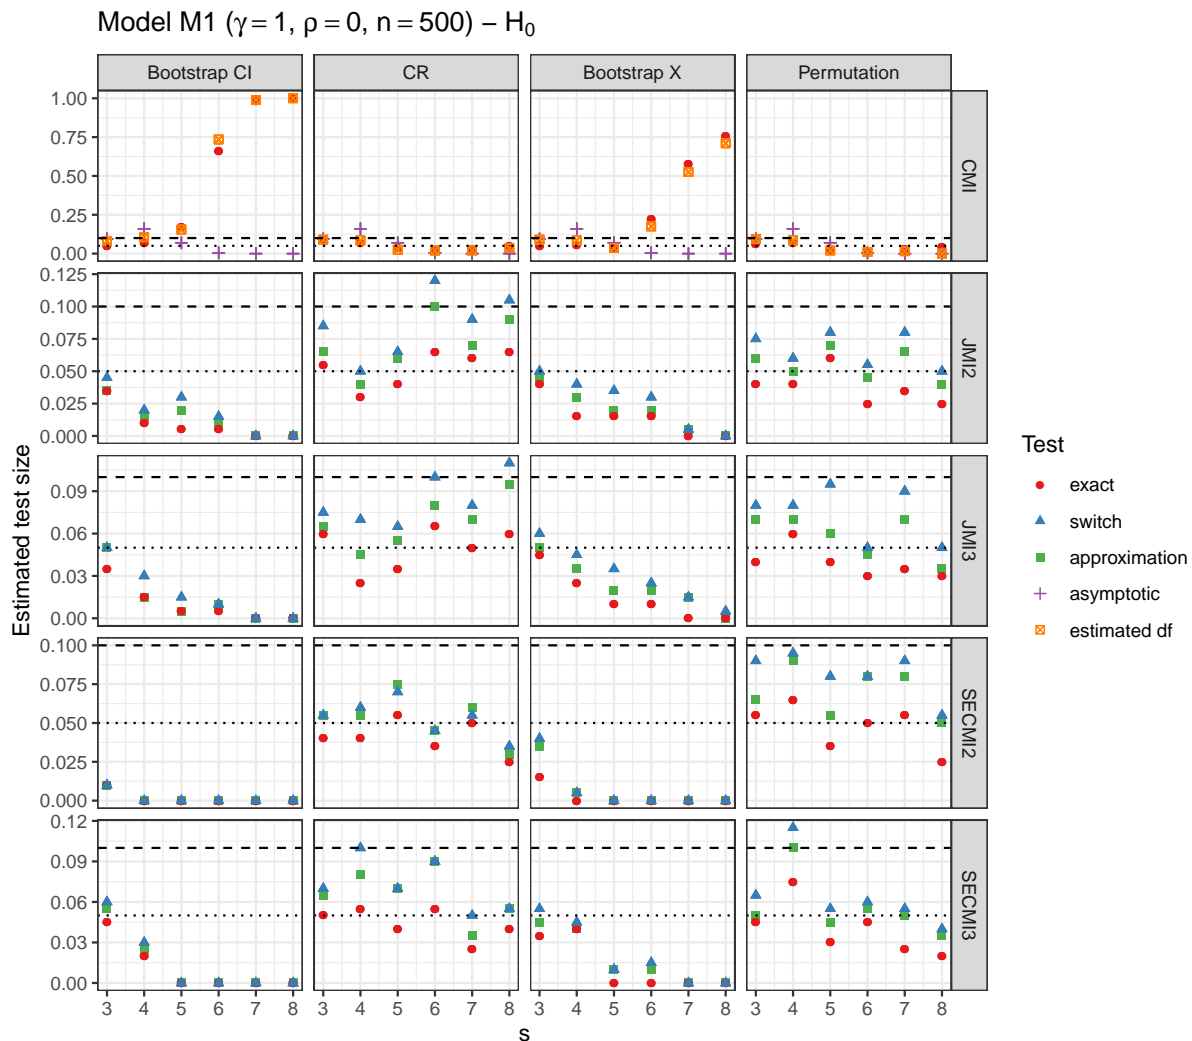 Model M1 (γ = 1, ρ = 0, n = 500) − H₀
Bootstrap CI
CR
Bootstrap X
Permutation
1.00
0.75
0.50
0.25
0.00
CMI
0.125
0.100
0.075
0.050
0.025
0.000
JMI2
0.09
0.06
0.03
0.00
JMI3
0.100
0.075
0.050
0.025
0.000
SECMI2
0.12
0.09
0.06
0.03
0.00
SECMI3
3 4 5 6 7 8
3 4 5 6 7 8
3 4 5 6 7 8
3 4 5 6 7 8
s
Estimated test size
Test
exact
switch
approximation
asymptotic
estimated df